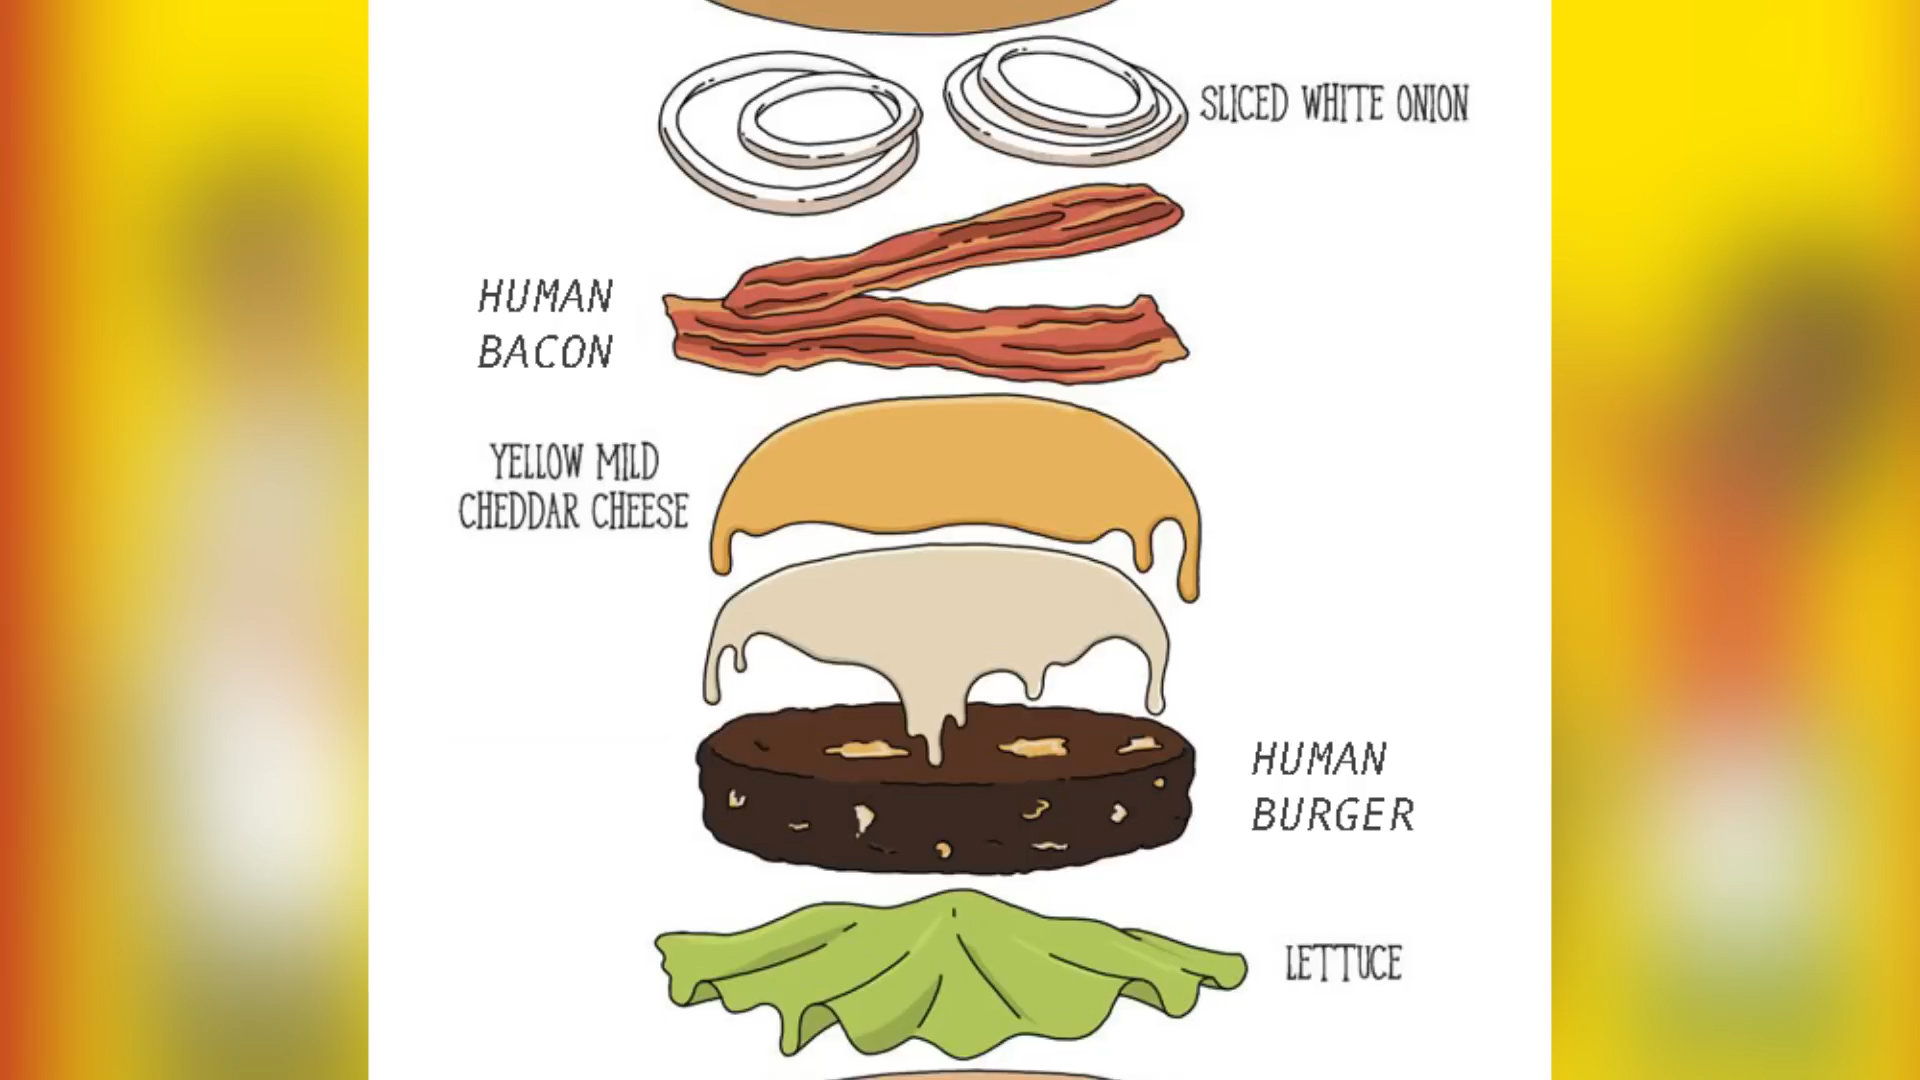 SLICED WHITE ONION
HUMAN
BACON
YELLOW MILD
CHEDDAR CHEESE
HUMAN
BURGER
LETTUCE